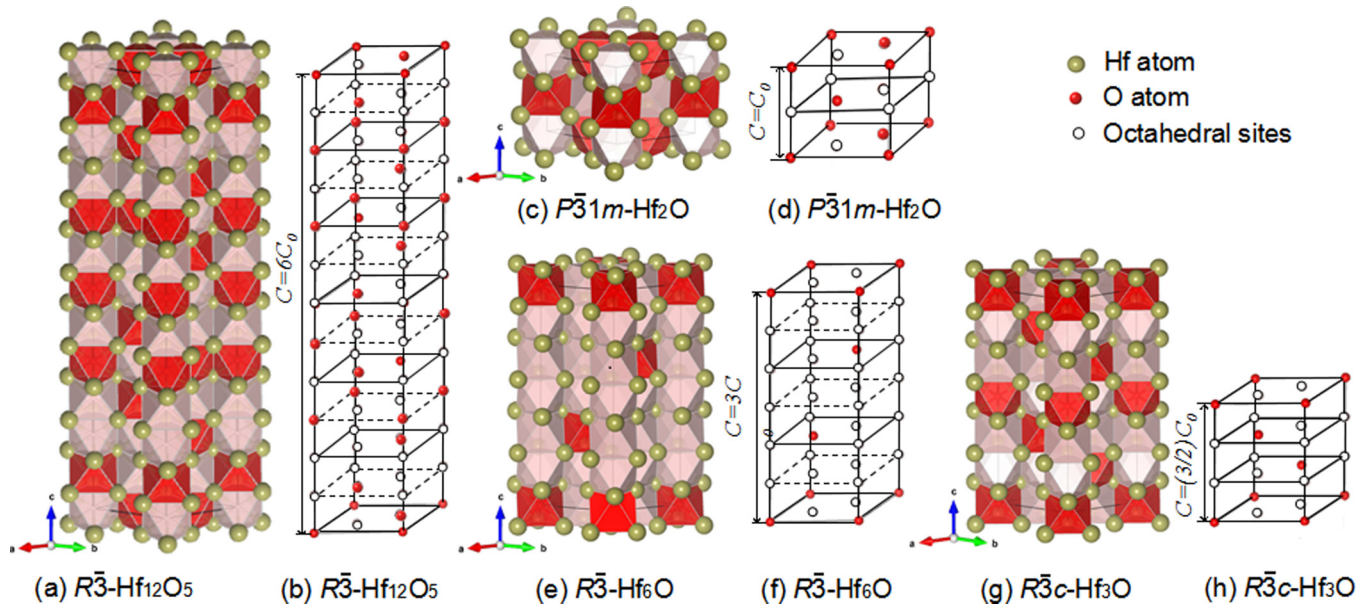 Hf atom
O atom
Octahedral sites
C=6C₀
C=C₀
(c) P3̅1m-Hf₂O
(d) P3̅1m-Hf₂O
C=3C
C=(3/2)C₀
c
a
b
c
a
b
c
a
b
c
a
b
(a) R3̅-Hf₁₂O₅
(b) R3̅-Hf₁₂O₅
(e) R3̅-Hf₆O
(f) R3̅-Hf₆O
(g) R3̅c-Hf₃O
(h) R3̅c-Hf₃O